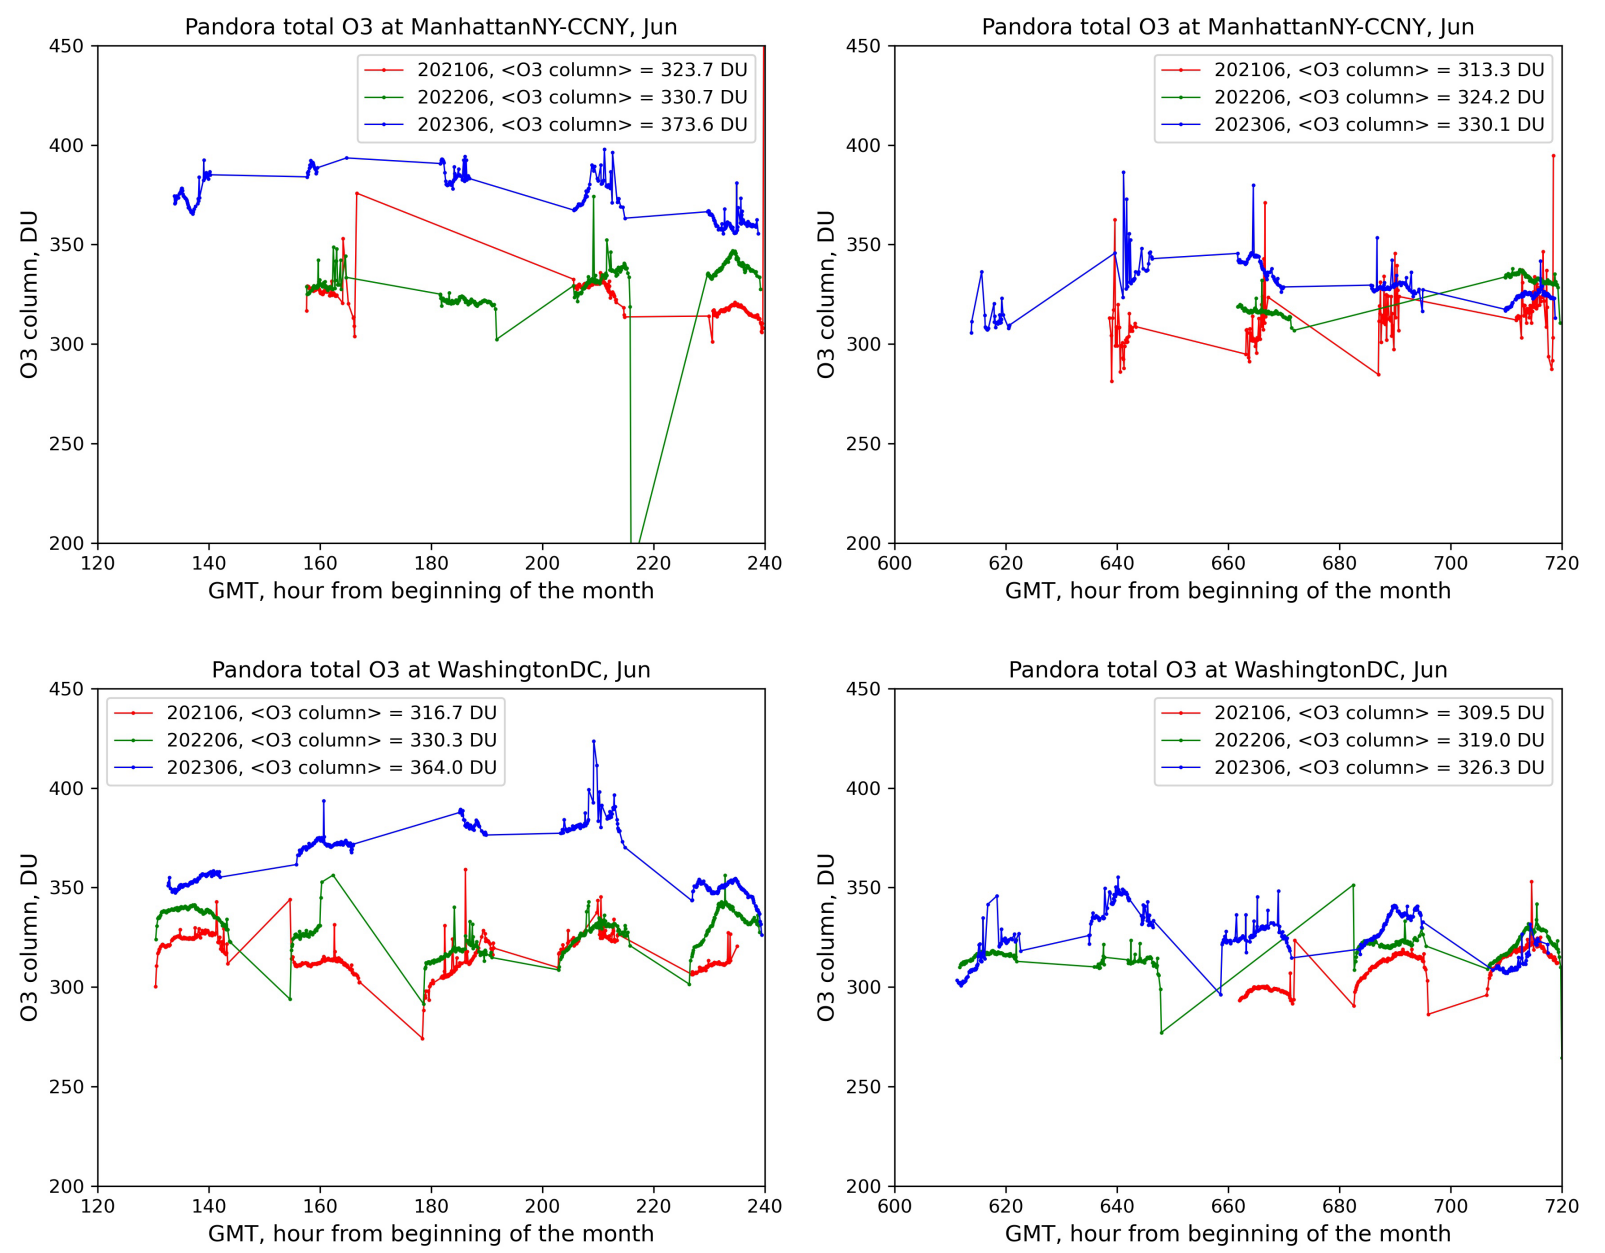 Pandora total O3 at ManhattanNY-CCNY, Jun
450
400
350
300
250
200
O3 column, DU
202106, <O3 column> = 323.7 DU
202206, <O3 column> = 330.7 DU
202306, <O3 column> = 373.6 DU
120 140 160 180 200 220 240
GMT, hour from beginning of the month
Pandora total O3 at ManhattanNY-CCNY, Jun
450
400
350
300
250
200
O3 column, DU
202106, <O3 column> = 313.3 DU
202206, <O3 column> = 324.2 DU
202306, <O3 column> = 330.1 DU
600 620 640 660 680 700 720
GMT, hour from beginning of the month
Pandora total O3 at WashingtonDC, Jun
450
400
350
300
250
200
O3 column, DU
202106, <O3 column> = 316.7 DU
202206, <O3 column> = 330.3 DU
202306, <O3 column> = 364.0 DU
120 140 160 180 200 220 240
GMT, hour from beginning of the month
Pandora total O3 at WashingtonDC, Jun
450
400
350
300
250
200
O3 column, DU
202106, <O3 column> = 309.5 DU
202206, <O3 column> = 319.0 DU
202306, <O3 column> = 326.3 DU
600 620 640 660 680 700 720
GMT, hour from beginning of the month